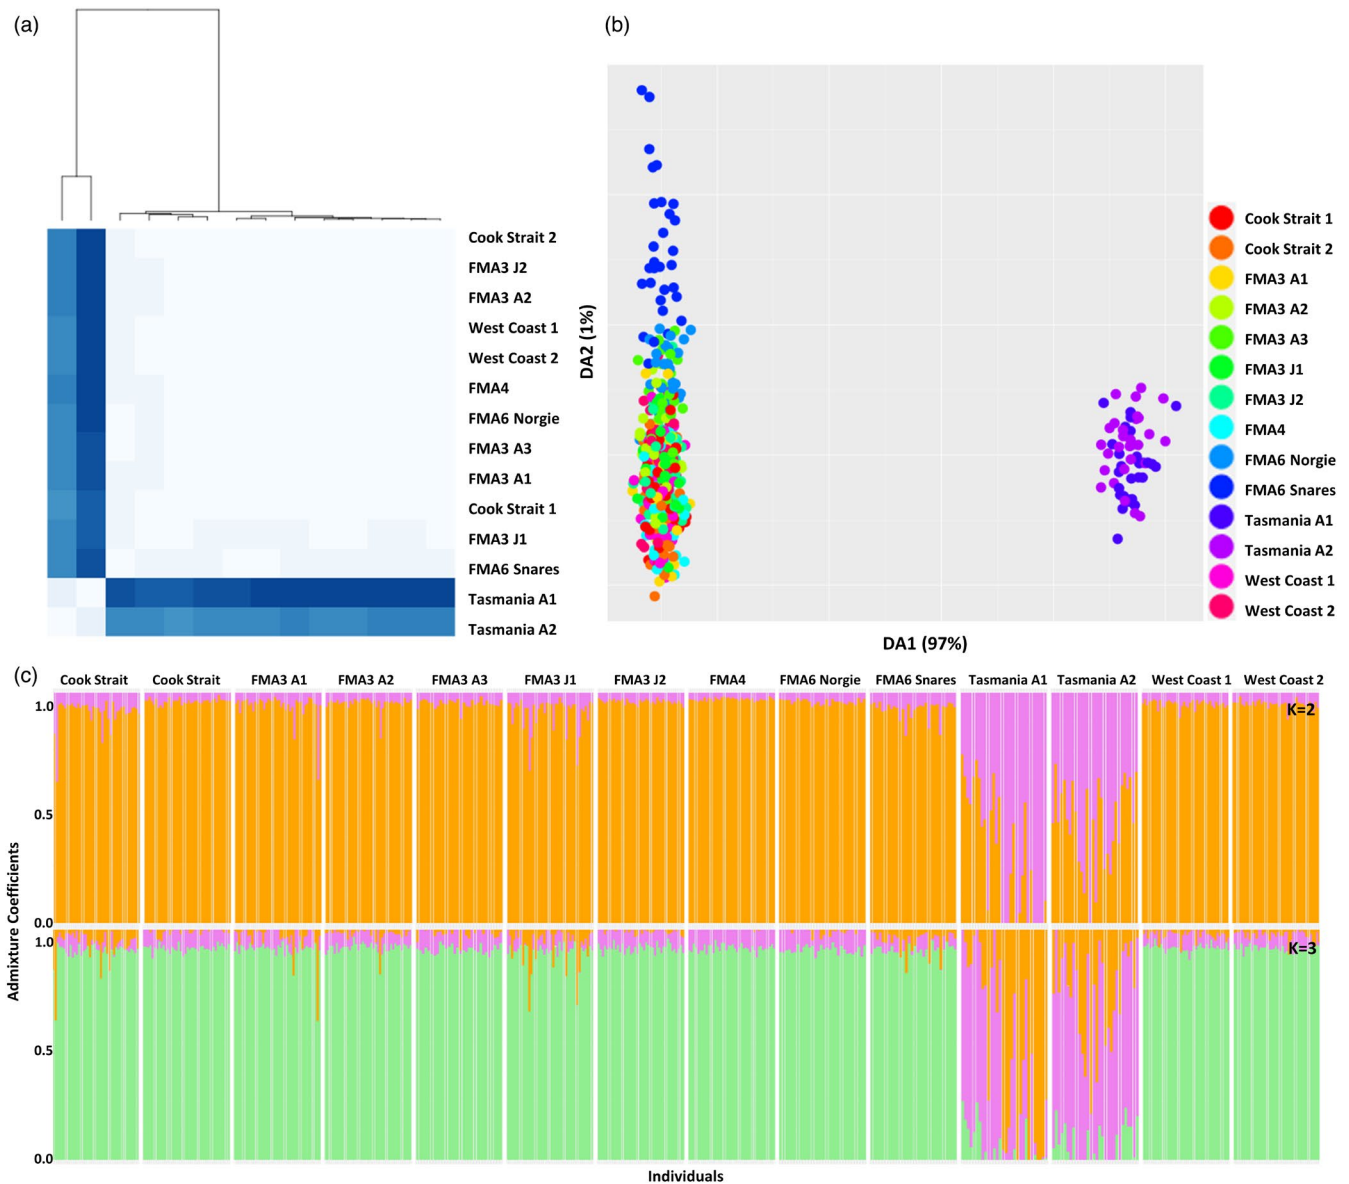 (a)
Cook Strait 2
FMA3 J2
FMA3 A2
West Coast 1
West Coast 2
FMA4
FMA6 Norgie
FMA3 A3
FMA3 A1
Cook Strait 1
FMA3 J1
FMA6 Snares
Tasmania A1
Tasmania A2
(b)
DA2 (1%)
DA1 (97%)
Cook Strait 1
Cook Strait 2
FMA3 A1
FMA3 A2
FMA3 A3
FMA3 J1
FMA3 J2
FMA4
FMA6 Norgie
FMA6 Snares
Tasmania A1
Tasmania A2
West Coast 1
West Coast 2
(c)
Cook Strait Cook Strait FMA3 A1 FMA3 A2 FMA3 A3 FMA3 J1 FMA3 J2 FMA4 FMA6 Norgie FMA6 Snares Tasmania A1 Tasmania A2 West Coast 1 West Coast 2
1.0
K=2
0.5
0.0
1.0
K=3
0.5
0.0
Admixture Coefficients
Individuals